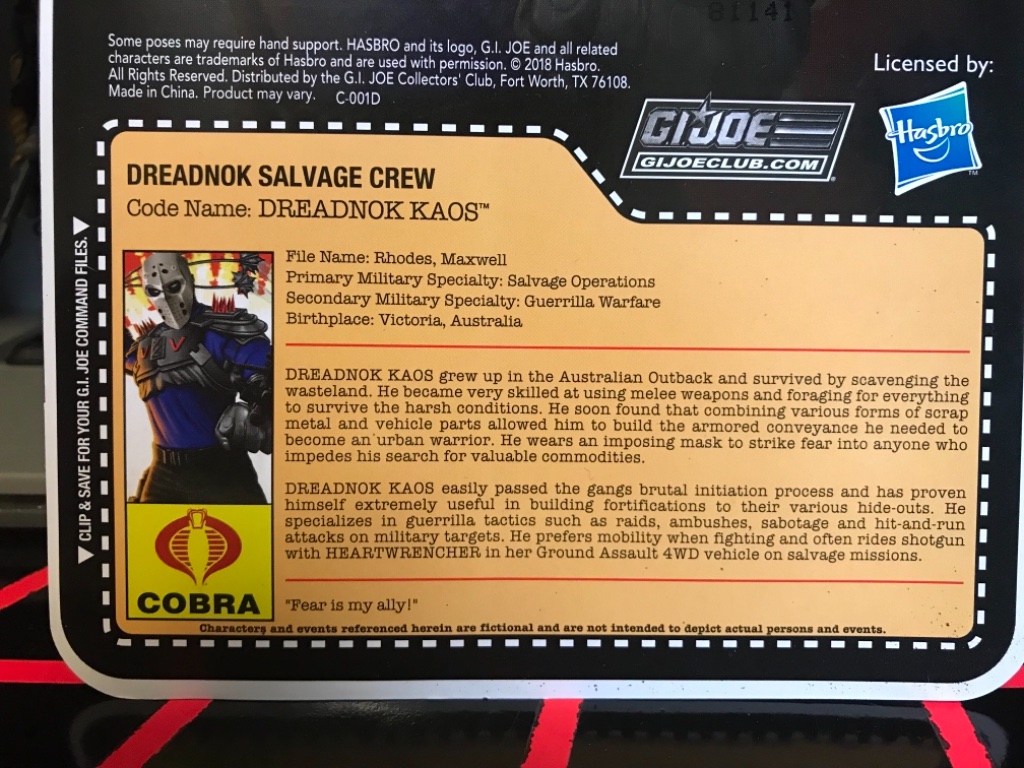 81141
Some poses may require hand support. HASBRO and its logo, G.I. JOE and all related
characters are trademarks of Hasbro and are used with permission. © 2018 Hasbro.
All Rights Reserved. Distributed by the G.I. JOE Collectors' Club, Fort Worth, TX 76108.
Made in China. Product may vary. C-001D
Licensed by:
GI JOE
GIJOECLUB.COM
Hasbro
TM
DREADNOK SALVAGE CREW
Code Name: DREADNOK KAOS™
CLIP & SAVE FOR YOUR G.I. JOE COMMAND FILES.
File Name: Rhodes, Maxwell
Primary Military Specialty: Salvage Operations
Secondary Military Specialty: Guerrilla Warfare
Birthplace: Victoria, Australia
DREADNOK KAOS grew up in the Australian Outback and survived by scavenging the
wasteland. He became very skilled at using melee weapons and foraging for everything
to survive the harsh conditions. He soon found that combining various forms of scrap
metal and vehicle parts allowed him to build the armored conveyance he needed to
become an urban warrior. He wears an imposing mask to strike fear into anyone who
impedes his search for valuable commodities.
DREADNOK KAOS easily passed the gangs brutal initiation process and has proven
himself extremely useful in building fortifications to their various hide-outs. He
specializes in guerrilla tactics such as raids, ambushes, sabotage and hit-and-run
attacks on military targets. He prefers mobility when fighting and often rides shotgun
with HEARTWRENCHER in her Ground Assault 4WD vehicle on salvage missions.
COBRA
"Fear is my ally!"
Characters and events referenced herein are fictional and are not intended to depict actual persons and events.